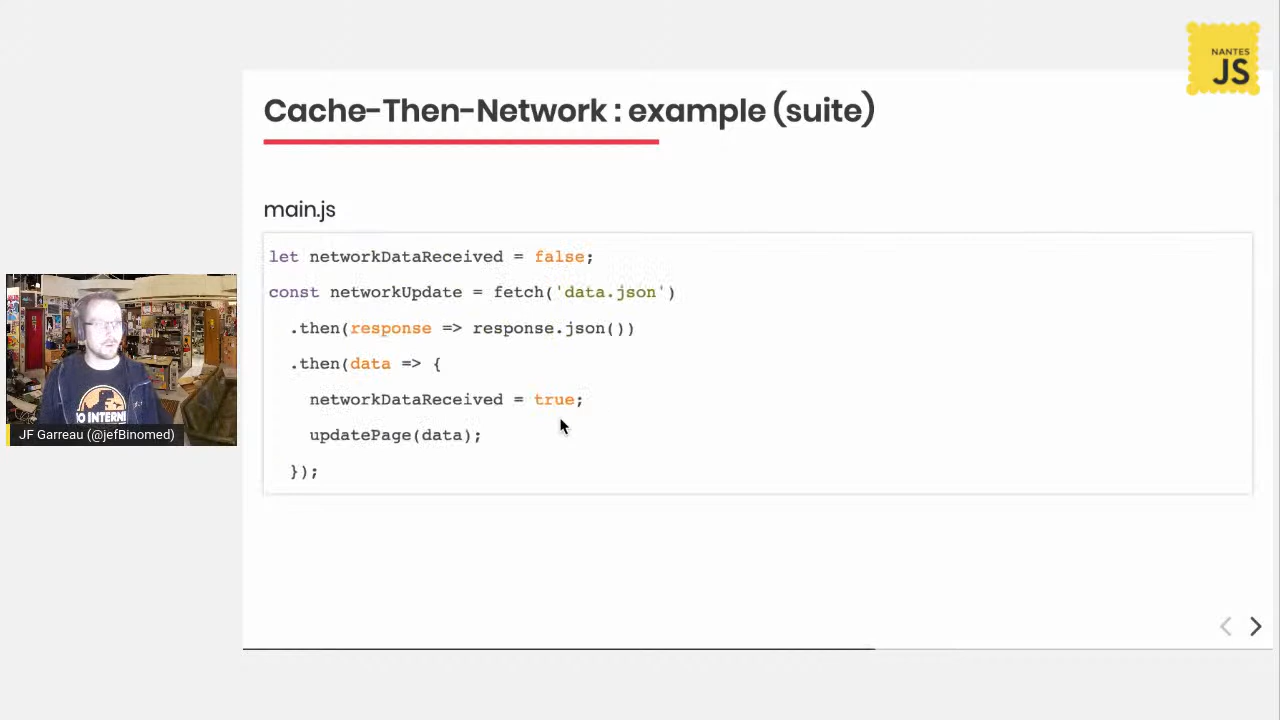 NANTES
JS
Cache-Then-Network : example (suite)
main.js
let networkDataReceived = false;
const networkUpdate = fetch('data.json')
.then(response => response.json())
.then(data => {
networkDataReceived = true;
updatePage(data);
});
O INTERN
JF Garreau (@jefBinomed)